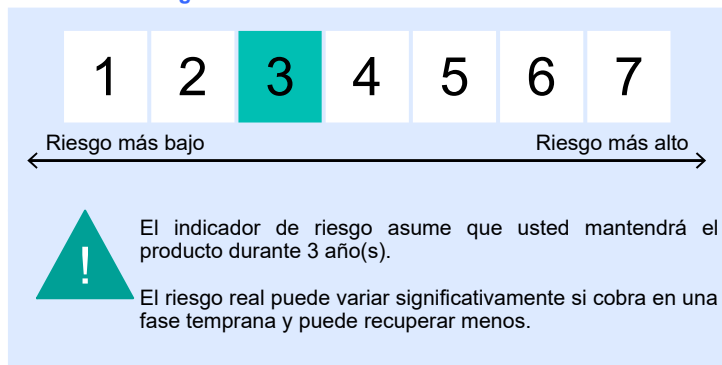 1 2 3 4 5 6 7
Riesgo más bajo Riesgo más alto
!
El indicador de riesgo asume que usted mantendrá el
producto durante 3 año(s).
El riesgo real puede variar significativamente si cobra en una
fase temprana y puede recuperar menos.